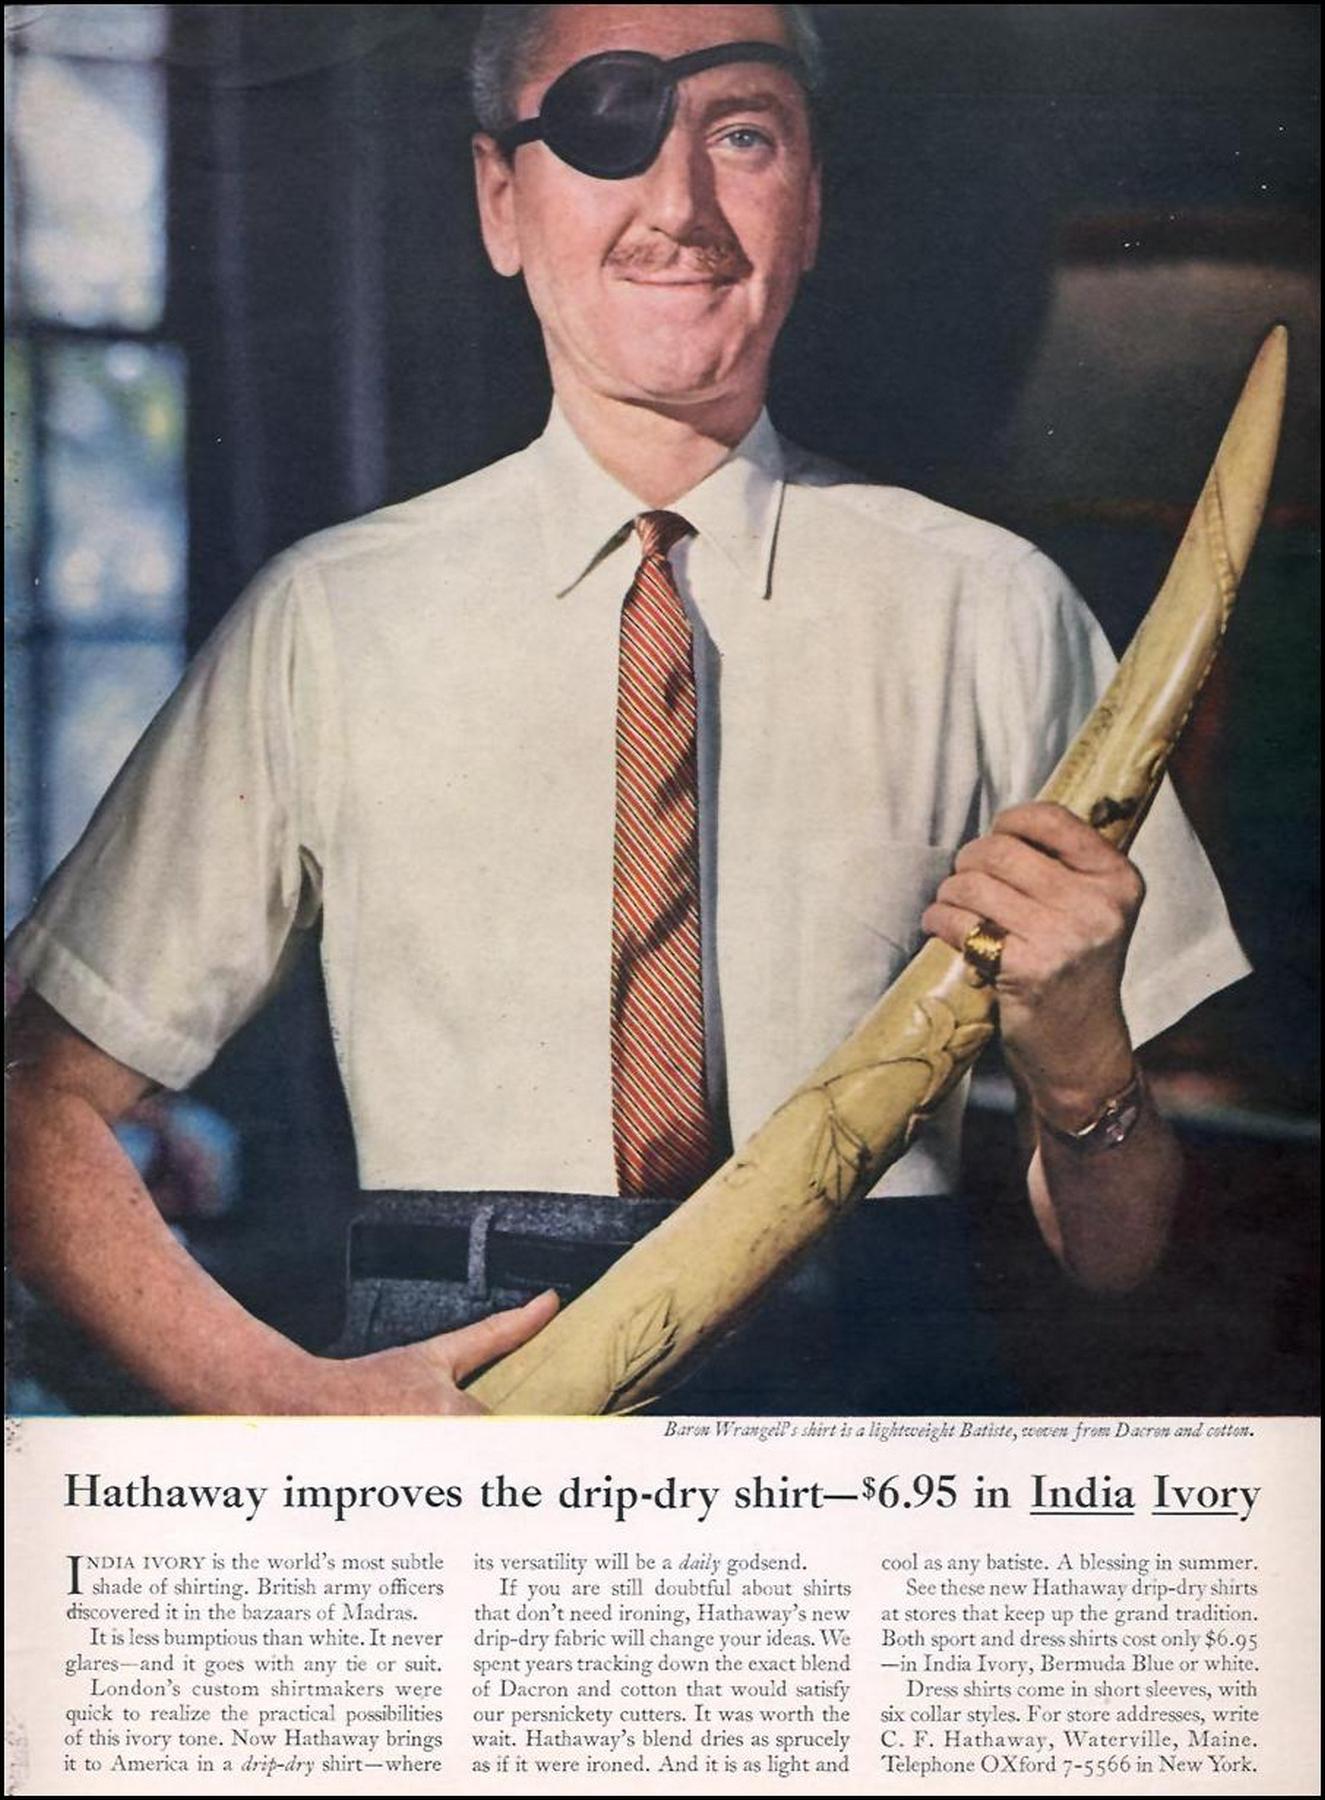 Baron Wrangell's shirt is a lightweight Batiste, woven from Dacron and cotton.
Hathaway improves the drip-dry shirt—$6.95 in India Ivory
INDIA IVORY is the world's most subtle
shade of shirting. British army officers
discovered it in the bazaars of Madras.
It is less bumptious than white. It never
glares—and it goes with any tie or suit.
London's custom shirtmakers were
quick to realize the practical possibilities
of this ivory tone. Now Hathaway brings
it to America in a drip-dry shirt—where
its versatility will be a daily godsend.
If you are still doubtful about shirts
that don't need ironing, Hathaway's new
drip-dry fabric will change your ideas. We
spent years tracking down the exact blend
of Dacron and cotton that would satisfy
our persnickety cutters. It was worth the
wait. Hathaway's blend dries as sprucely
as if it were ironed. And it is as light and
cool as any batiste. A blessing in summer.
See these new Hathaway drip-dry shirts
at stores that keep up the grand tradition.
Both sport and dress shirts cost only $6.95
—in India Ivory, Bermuda Blue or white.
Dress shirts come in short sleeves, with
six collar styles. For store addresses, write
C. F. Hathaway, Waterville, Maine.
Telephone OXford 7-5566 in New York.